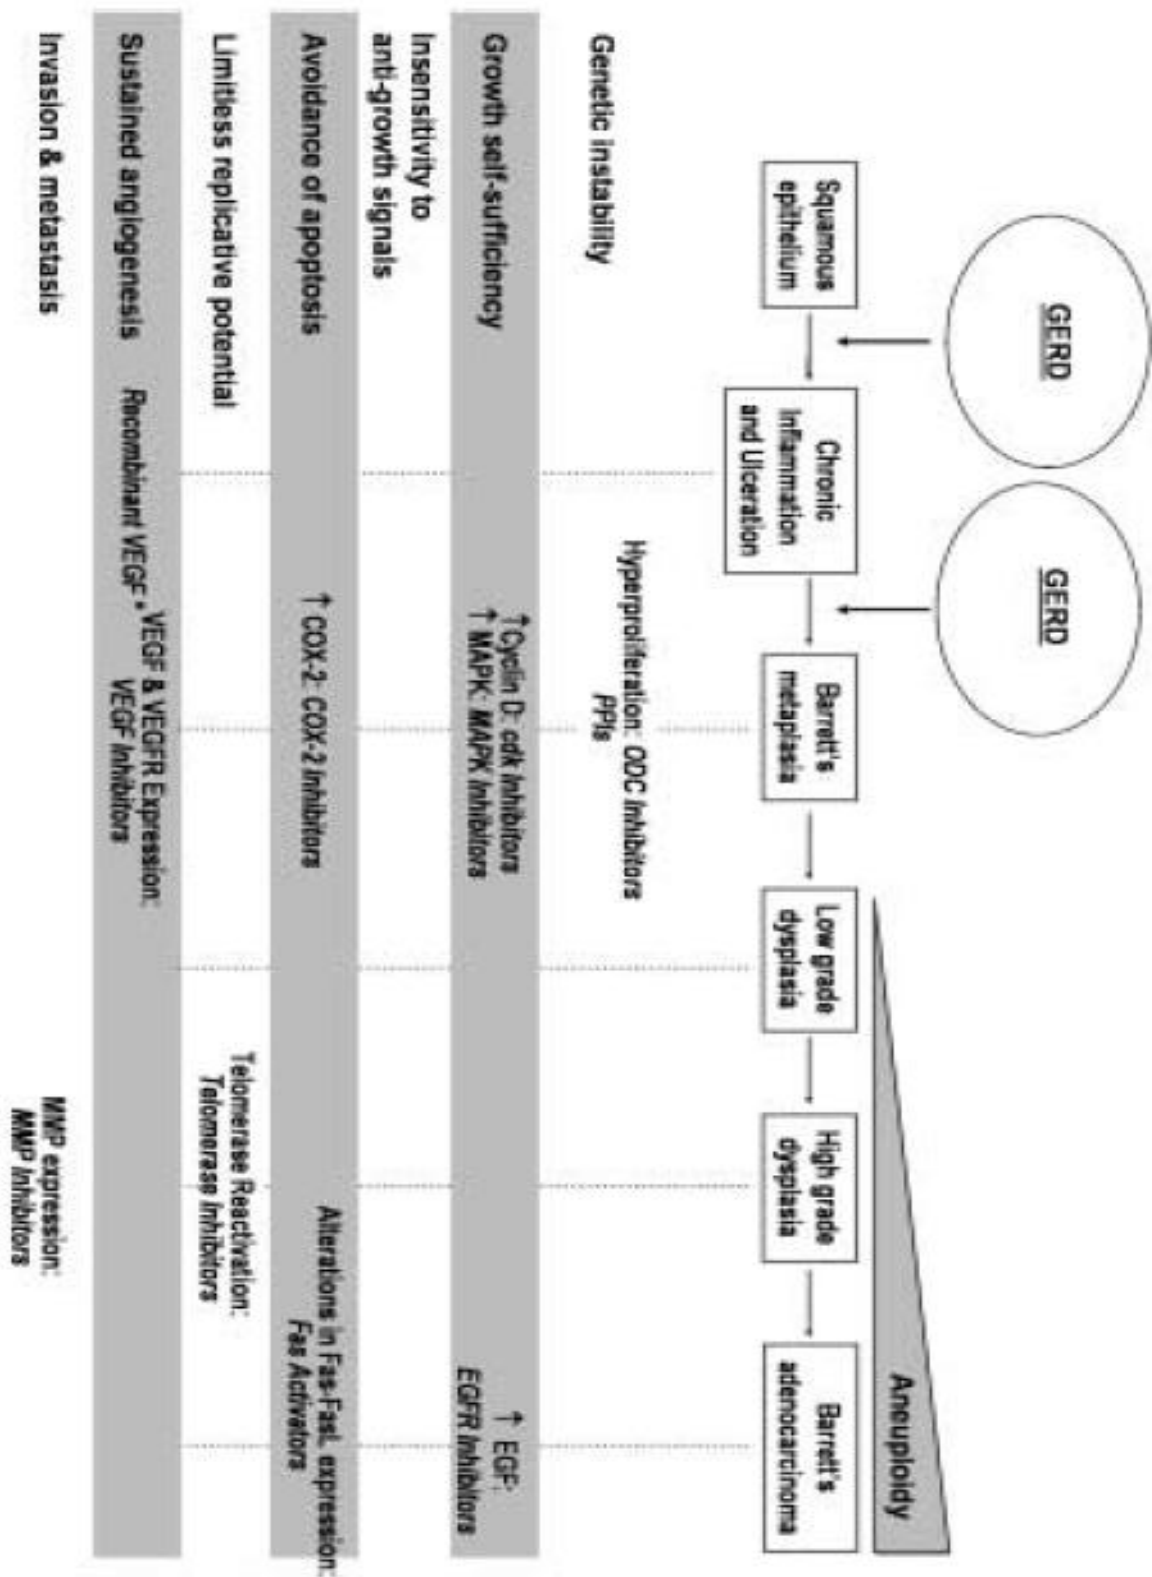 GERD
GERD
Aneuploidy
Squamous
epithelium
Chronic
Inflammation
and Ulceration
Barrett's
metaplasia
Low grade
dysplasia
High grade
dysplasia
Barrett's
adenocarcinoma
Genetic instability
Hyperproliferation: ODC Inhibitors
PPIs
Growth self-sufficiency
↑Cyclin D: cdk Inhibitors
↑ MAPK: MAPK Inhibitors
↑ EGF:
EGFR Inhibitors
Insensitivity to
anti-growth signals
Avoidance of apoptosis
↑ COX-2: COX-2 Inhibitors
Alterations in Fas-FasL expression:
Fas Activators
Limitless replicative potential
Telomerase Reactivation:
Telomerase Inhibitors
Sustained angiogenesis
Recombinant VEGF
VEGF & VEGFR Expression:
VEGF Inhibitors
Invasion & metastasis
MMP expression:
MMP Inhibitors